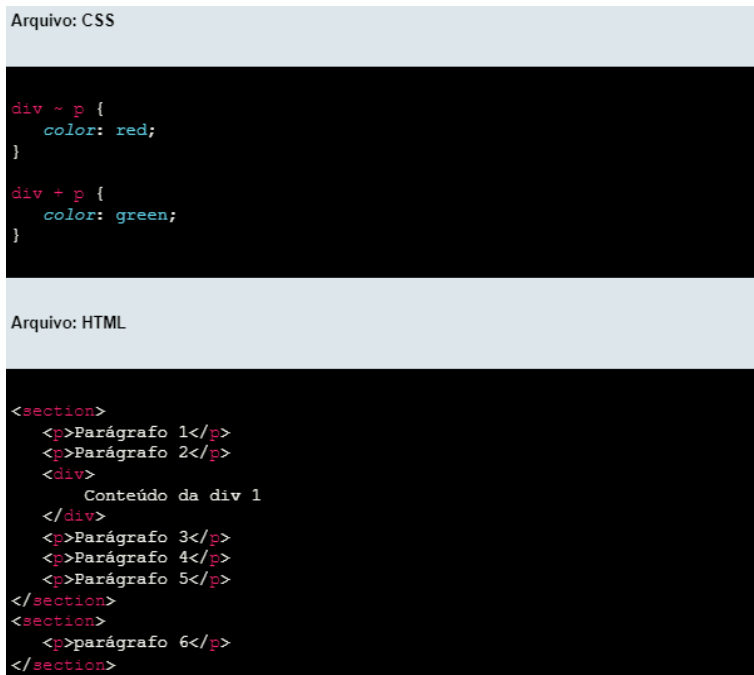 Arquivo: CSS
div ~ p {
   color: red;
}
div + p {
   color: green;
}
Arquivo: HTML
<section>
   <p>Parágrafo 1</p>
   <p>Parágrafo 2</p>
   <div>
       Conteúdo da div 1
   </div>
   <p>Parágrafo 3</p>
   <p>Parágrafo 4</p>
   <p>Parágrafo 5</p>
</section>
<section>
   <p>parágrafo 6</p>
</section>